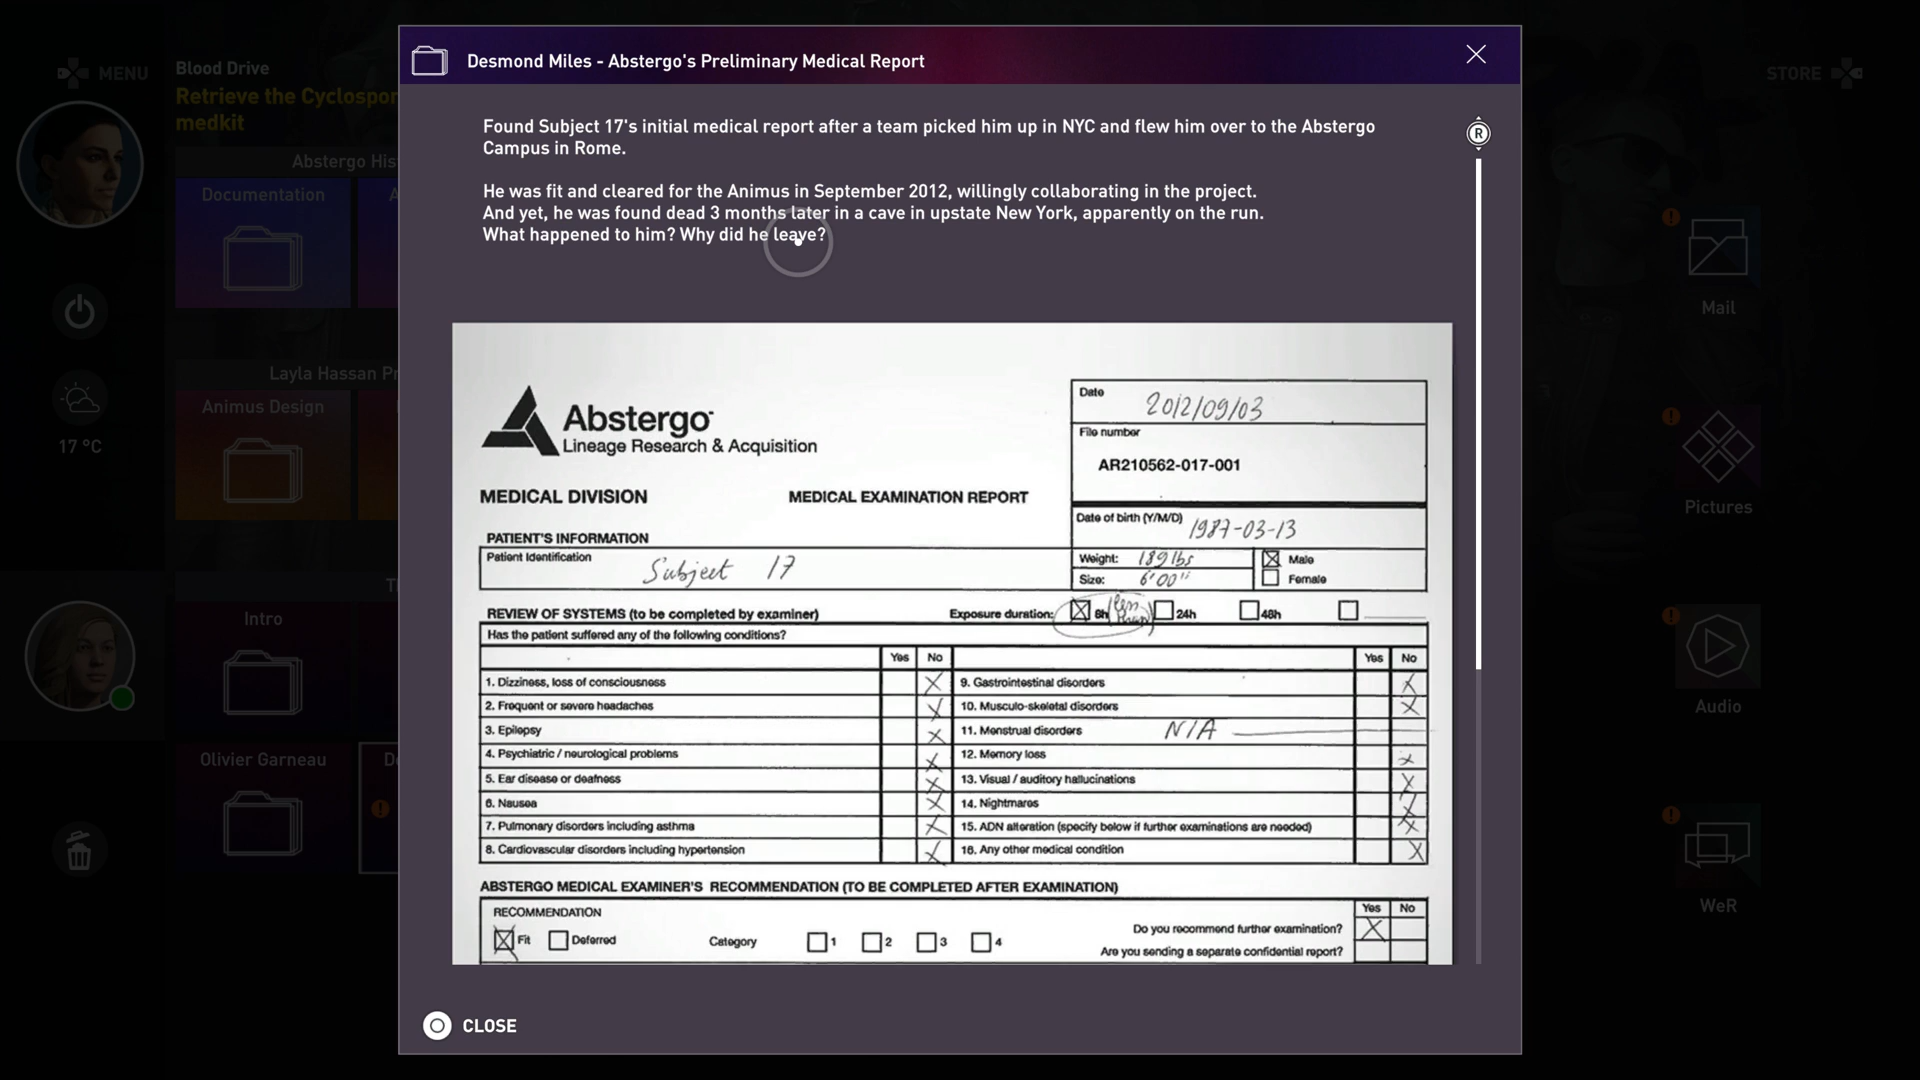 Desmond Miles - Abstergo's Preliminary Medical Report
MENU
Blood Drive
Retrieve the Cyclospor
medkit
STORE
Abstergo His
Documentation
A
Layla Hassan Pr
Animus Design
17 °C
Intro
Olivier Garneau
Mail
Pictures
Audio
WeR
Found Subject 17's initial medical report after a team picked him up in NYC and flew him over to the Abstergo
Campus in Rome.
He was fit and cleared for the Animus in September 2012, willingly collaborating in the project.
And yet, he was found dead 3 months later in a cave in upstate New York, apparently on the run.
What happened to him? Why did he leave?
R
Abstergo
Lineage Research & Acquisition
Date 2012/09/03
File number
AR210562-017-001
MEDICAL DIVISION MEDICAL EXAMINATION REPORT
Date of birth (Y/M/D) 1987-03-13
PATIENT'S INFORMATION
Patient Identification Subject 17
Weight: 189 lbs Male
Size: 6'00" Female
REVIEW OF SYSTEMS (to be completed by examiner) Exposure duration: 8h (less than) 24h 48h
Has the patient suffered any of the following conditions?
Yes No Yes No
1. Dizziness, loss of consciousness X 9. Gastrointestinal disorders X
2. Frequent or severe headaches X 10. Musculo-skeletal disorders X
3. Epilepsy X 11. Menstrual disorders N/A
4. Psychiatric / neurological problems X 12. Memory loss X
5. Ear disease or deafness X 13. Visual / auditory hallucinations X
6. Nausea X 14. Nightmares X
7. Pulmonary disorders including asthma X 15. ADN alteration (specify below if further examinations are needed) X
8. Cardiovascular disorders including hypertension X 16. Any other medical condition X
ABSTERGO MEDICAL EXAMINER'S RECOMMENDATION (TO BE COMPLETED AFTER EXAMINATION)
RECOMMENDATION Yes No
Fit Deferred Category 1 2 3 4 Do you recommend further examination? X
Are you sending a separate confidential report?
CLOSE